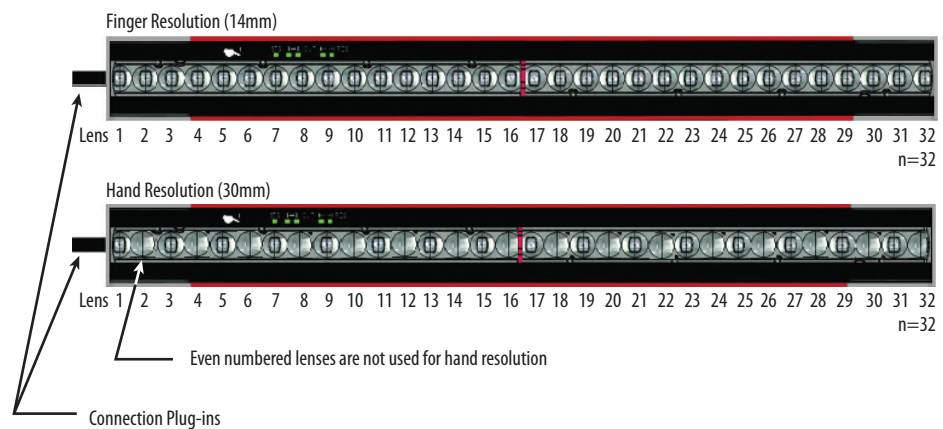 Finger Resolution (14mm)
Lens 1 2 3 4 5 6 7 8 9 10 11 12 13 14 15 16 17 18 19 20 21 22 23 24 25 26 27 28 29 30 31 32
n=32
Hand Resolution (30mm)
Lens 1 2 3 4 5 6 7 8 9 10 11 12 13 14 15 16 17 18 19 20 21 22 23 24 25 26 27 28 29 30 31 32
n=32
Even numbered lenses are not used for hand resolution
Connection Plug-ins